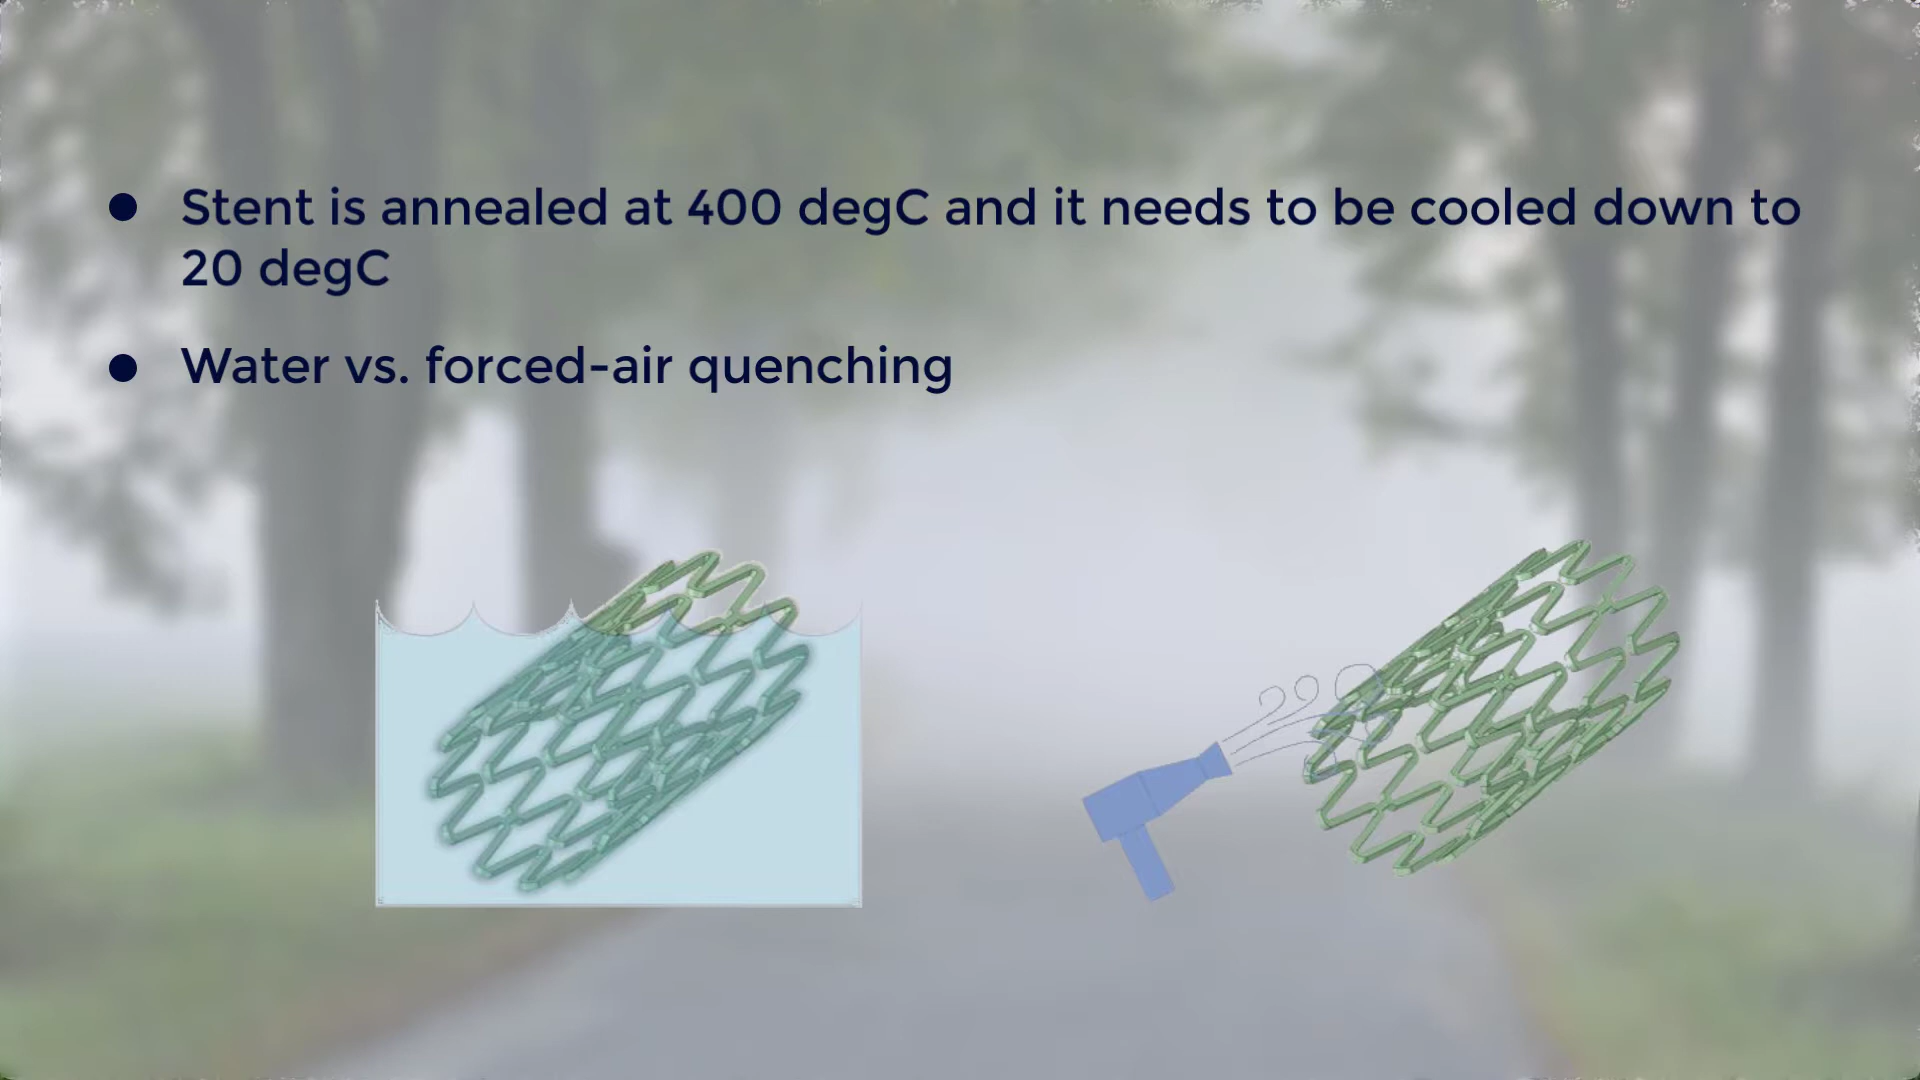 Stent is annealed at 400 degC and it needs to be cooled down to
20 degC
Water vs. forced-air quenching